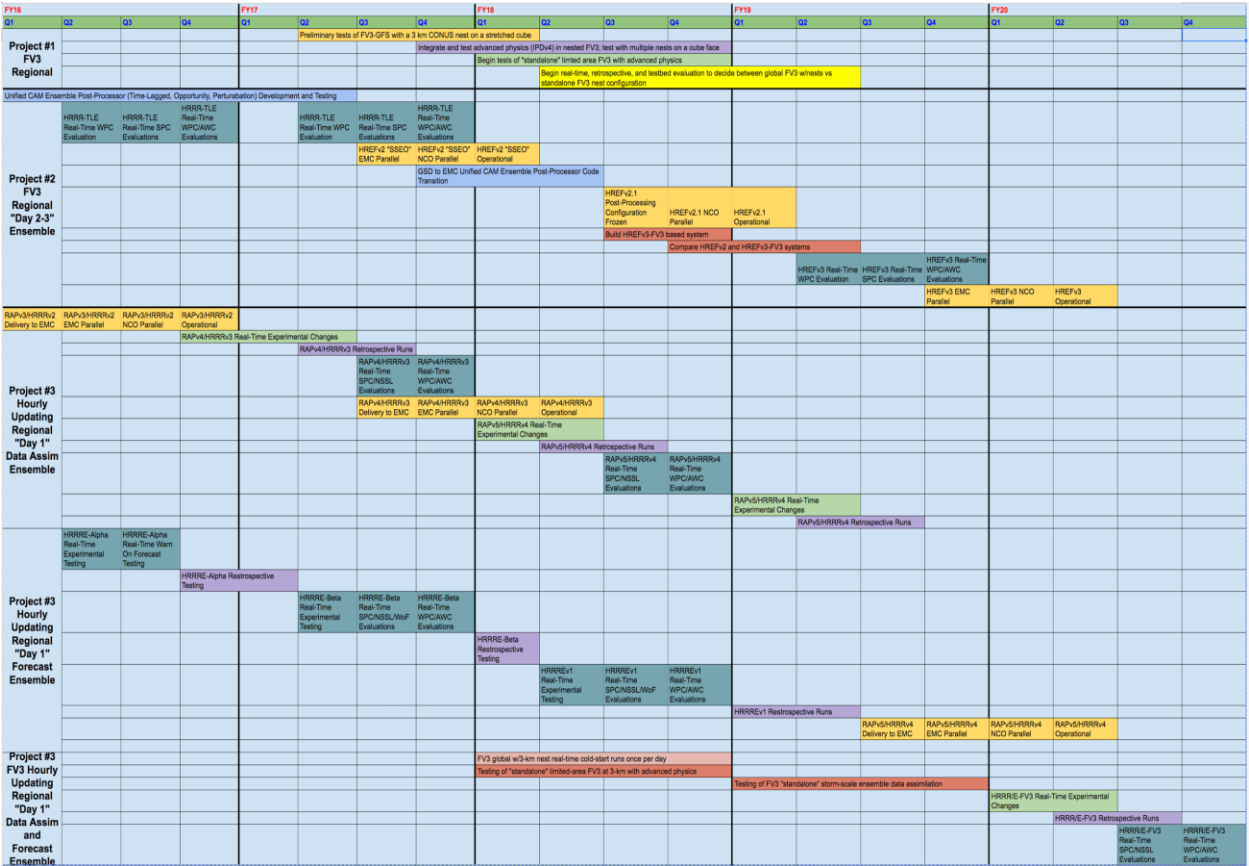 FY16 FY17 FY18 FY19 FY20
Q1 Q2 Q3 Q4 Q1 Q2 Q3 Q4 Q1 Q2 Q3 Q4 Q1 Q2 Q3 Q4 Q1 Q2 Q3 Q4
Project #1
FV3
Regional
Preliminary tests of FV3-GFS with a 3 km CONUS nest on a stretched cube
Integrate and test advanced physics (IPDv4) in nested FV3; test with multiple nests on a cube face
Begin tests of "standalone" limted area FV3 with advanced physics
Begin real-time, retrospective, and testbed evaluation to decide between global FV3 w/nests vs
standalone FV3 nest configuration
Project #2
FV3
Regional
"Day 2-3"
Ensemble
Unified CAM Ensemble Post-Processor (Time-Lagged, Opportunity, Perturabation) Development and Testing
HRRR-TLE
Real-Time WPC
Evaluation
HRRR-TLE
Real-Time SPC
Evaluations
HRRR-TLE
Real-Time
WPC/AWC
Evaluations
HRRR-TLE
Real-Time WPC
Evaluation
HRRR-TLE
Real-Time SPC
Evaluations
HRRR-TLE
Real-Time
WPC/AWC
Evaluations
HREFv2 "SSEO"
EMC Parallel
HREFv2 "SSEO"
NCO Parallel
HREFv2 "SSEO"
Operational
GSD to EMC Unified CAM Ensemble Post-Processor Code
Transition
HREFv2.1
Post-Processing
Configuration
Frozen
HREFv2.1 NCO
Parallel
HREFv2.1
Operational
Build HREFv3-FV3 based system
Compare HREFv2 and HREFv3-FV3 systems
HREFv3 Real-Time
WPC Evaluation
HREFv3 Real-Time
SPC Evaluations
HREFv3 Real-Time
WPC/AWC
Evaluations
HREFv3 EMC
Parallel
HREFv3 NCO
Parallel
HREFv3
Operational
Project #3
Hourly
Updating
Regional
"Day 1"
Data Assim
Ensemble
RAPv3/HRRRv2
Delivery to EMC
RAPv3/HRRRv2
EMC Parallel
RAPv3/HRRRv2
NCO Parallel
RAPv3/HRRRv2
Operational
RAPv4/HRRRv3 Real-Time Experimental Changes
RAPv4/HRRRv3 Retrospective Runs
RAPv4/HRRRv3
Real-Time
SPC/NSSL
Evaluations
RAPv4/HRRRv3
Real-Time
WPC/AWC
Evaluations
RAPv4/HRRRv3
Delivery to EMC
RAPv4/HRRRv3
EMC Parallel
RAPv4/HRRRv3
NCO Parallel
RAPv4/HRRRv3
Operational
RAPv5/HRRRv4 Real-Time
Experimental Changes
RAPv5/HRRRv4 Retrospective Runs
RAPv5/HRRRv4
Real-Time
SPC/NSSL
Evaluations
RAPv5/HRRRv4
Real-Time
WPC/AWC
Evaluations
RAPv5/HRRRv4 Real-Time
Experimental Changes
RAPv5/HRRRv4 Retrospective Runs
Project #3
Hourly
Updating
Regional
"Day 1"
Forecast
Ensemble
HRRRE-Alpha
Real-Time
Experimental
Testing
HRRRE-Alpha
Real-Time Warn
On Forecast
Testing
HRRRE-Alpha Restrospective
Testing
HRRRE-Beta
Real-Time
Experimental
Testing
HRRRE-Beta
Real-Time
SPC/NSSL/WoF
Evaluations
HRRRE-Beta
Real-Time
WPC/AWC
Evaluations
HRRRE-Beta
Restrospective
Testing
HRRREv1
Real-Time
Experimental
Testing
HRRREv1
Real-Time
SPC/NSSL/WoF
Evaluations
HRRREv1
Real-Time
WPC/AWC
Evaluations
HRRREv1 Restrospective Runs
RAPv5/HRRRv4
Delivery to EMC
RAPv5/HRRRv4
EMC Parallel
RAPv5/HRRRv4
NCO Parallel
RAPv5/HRRRv4
Operational
Project #3
FV3 Hourly
Updating
Regional
"Day 1"
Data Assim
and
Forecast
Ensemble
FV3 global w/3-km nest real-time cold-start runs once per day
Testing of "standalone" limited-area FV3 at 3-km with advanced physics
Testing of FV3 "standalone" storm-scale ensemble data assimilation
HRRR/E-FV3 Real-Time Experimental
Changes
HRRR/E-FV3 Retrospective Runs
HRRR/E-FV3
Real-Time
SPC/NSSL
Evaluations
HRRR/E-FV3
Real-Time
WPC/AWC
Evaluations